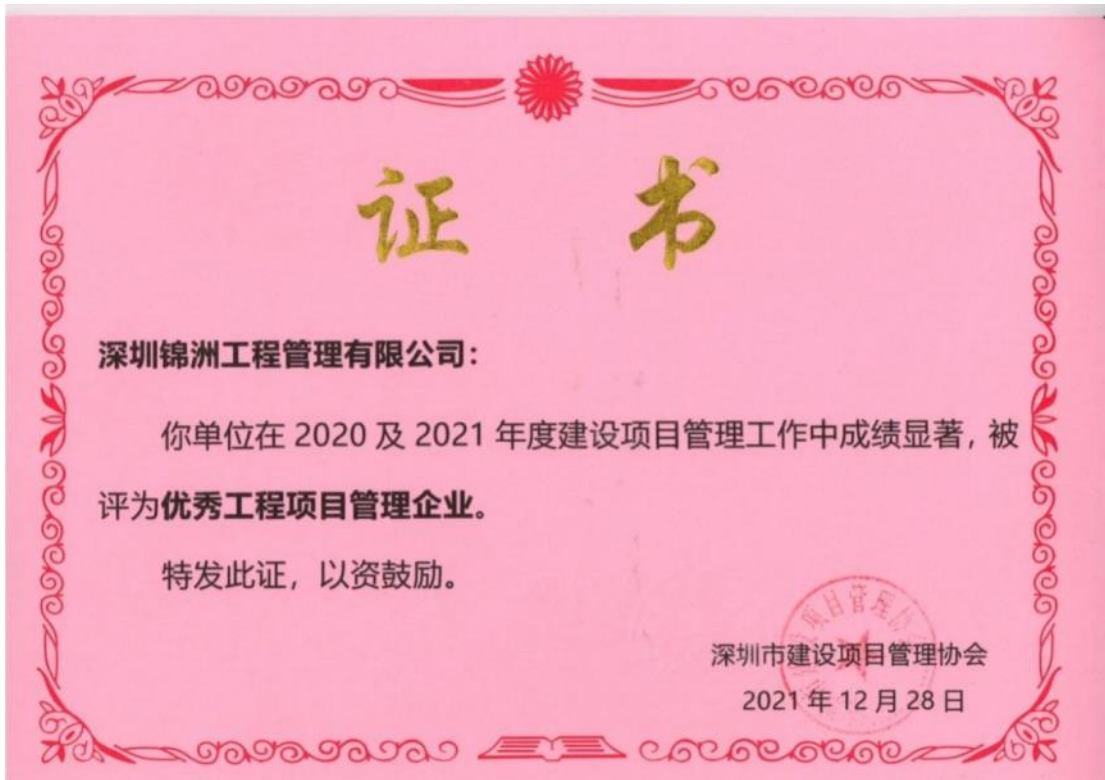 证 书
深圳锦洲工程管理有限公司：
你单位在 2020 及 2021 年度建设项目管理工作中成绩显著，被
评为优秀工程项目管理企业。
特发此证，以资鼓励。
深圳市建设项目管理协会
2021 年 12 月 28 日